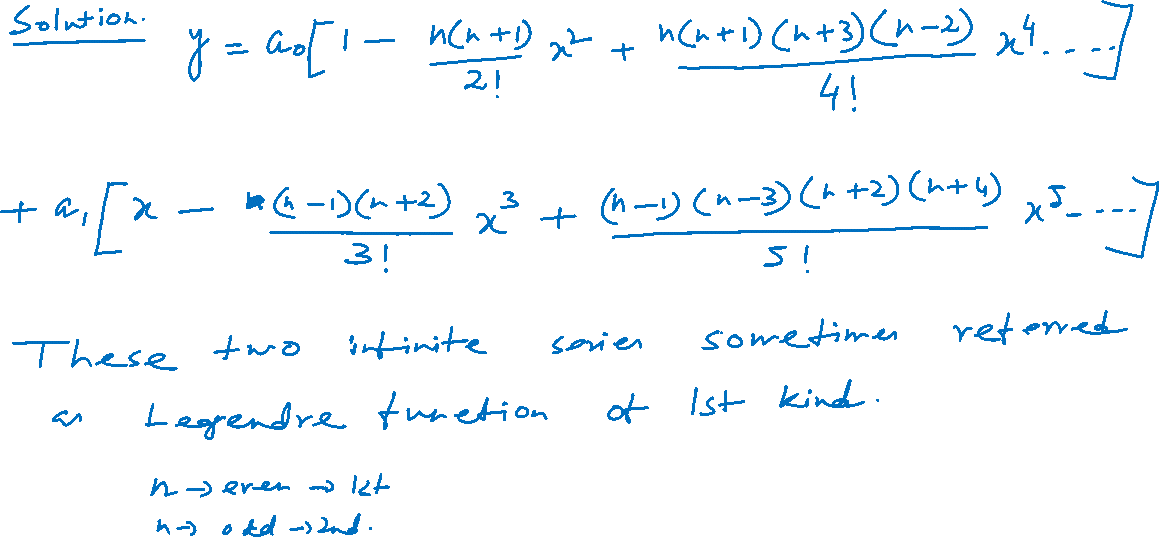 Solution.
y = a₀[ 1 - n(n+1)/2! x² + n(n+1)(n+3)(n-2)/4! x⁴.....]
+ a₁[ x - (n-1)(n+2)/3! x³ + (n-1)(n-3)(n+2)(n+4)/5! x⁵-----]
These two infinite series sometimes referred
as Legendre function of 1st kind.
n → even → 1st
n → odd → 2nd.